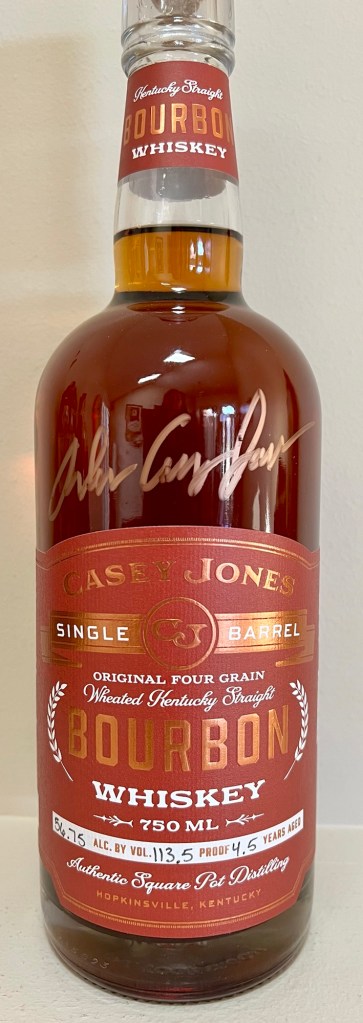 Kentucky Straight
BOURBON
WHISKEY
CASEY JONES
SINGLE CJ BARREL
ORIGINAL FOUR GRAIN
Wheated Kentucky Straight
BOURBON
WHISKEY
750 ML
56.75 ALC. BY VOL. 113.5 PROOF 4.5 YEARS AGED
Authentic Square Pot Distilling
HOPKINSVILLE, KENTUCKY